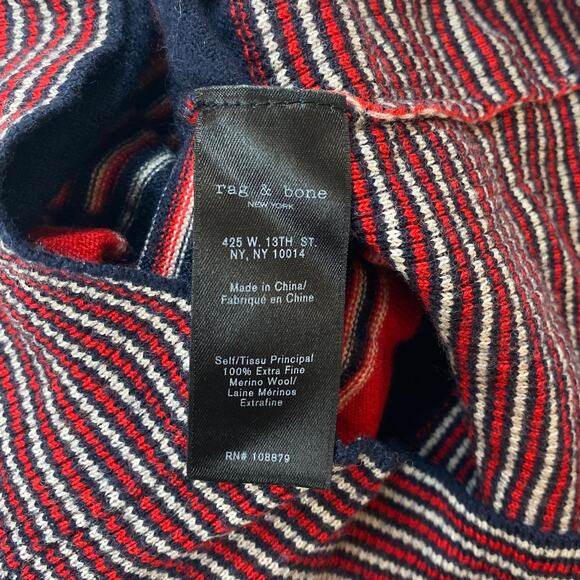 rag & bone
NEW YORK
425 W. 13TH ST.
NY, NY 10014
Made in China/
Fabriqué en Chine
Self/Tissu Principal
100% Extra Fine
Merino Wool/
Laine Mérinos
Extrafine
RN# 108879